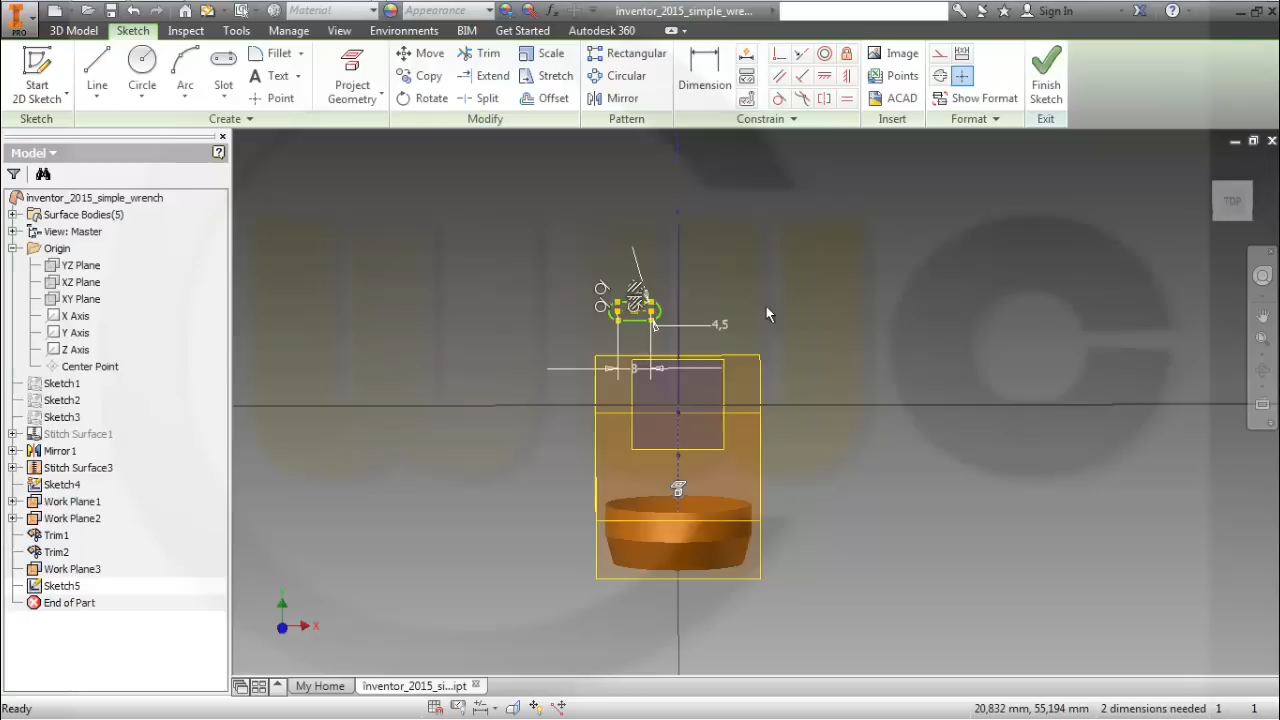 Material
Appearance
inventor_2015_simple_wre...
Sign In
PRO
3D Model
Sketch
Inspect
Tools
Manage
View
Environments
BIM
Get Started
Autodesk 360
Start
2D Sketch
Line
Circle
Arc
Slot
Fillet
Text
Point
Project
Geometry
Move
Copy
Rotate
Trim
Extend
Split
Scale
Stretch
Offset
Rectangular
Circular
Mirror
Dimension
Image
Points
ACAD
Show Format
Finish
Sketch
Sketch
Create
Modify
Pattern
Constrain
Insert
Format
Exit
Model
inventor_2015_simple_wrench
Surface Bodies(5)
View: Master
Origin
YZ Plane
XZ Plane
XY Plane
X Axis
Y Axis
Z Axis
Center Point
Sketch1
Sketch2
Sketch3
Stitch Surface1
Mirror1
Stitch Surface3
Sketch4
Work Plane1
Work Plane2
Trim1
Trim2
Work Plane3
Sketch5
End of Part
TOP
4,5
8
X
My Home
inventor_2015_si...ipt
Ready
20,832 mm, 55,194 mm
2 dimensions needed
1
1